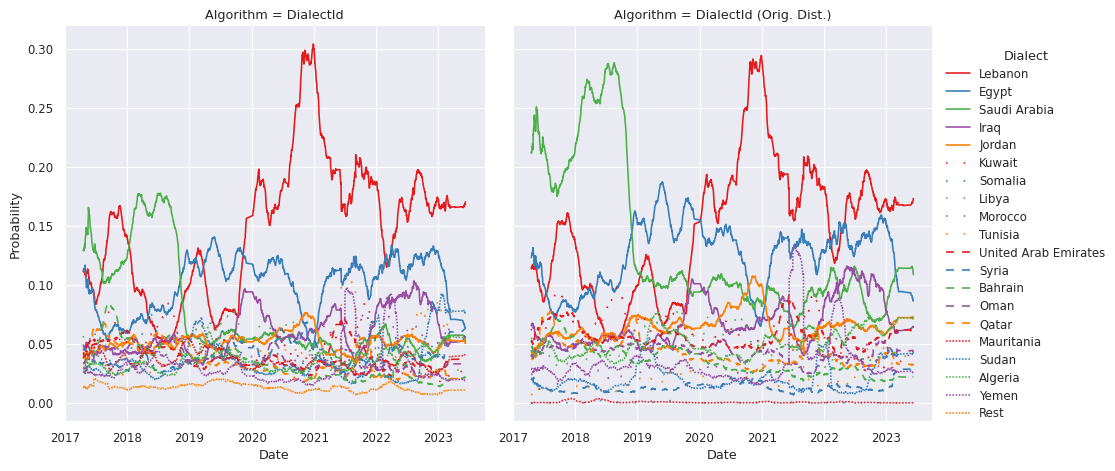 Algorithm = DialectId
Algorithm = DialectId (Orig. Dist.)
Probability
0.30
0.25
0.20
0.15
0.10
0.05
0.00
2017 2018 2019 2020 2021 2022 2023
Date
2017 2018 2019 2020 2021 2022 2023
Date
Dialect
Lebanon
Egypt
Saudi Arabia
Iraq
Jordan
Kuwait
Somalia
Libya
Morocco
Tunisia
United Arab Emirates
Syria
Bahrain
Oman
Qatar
Mauritania
Sudan
Algeria
Yemen
Rest